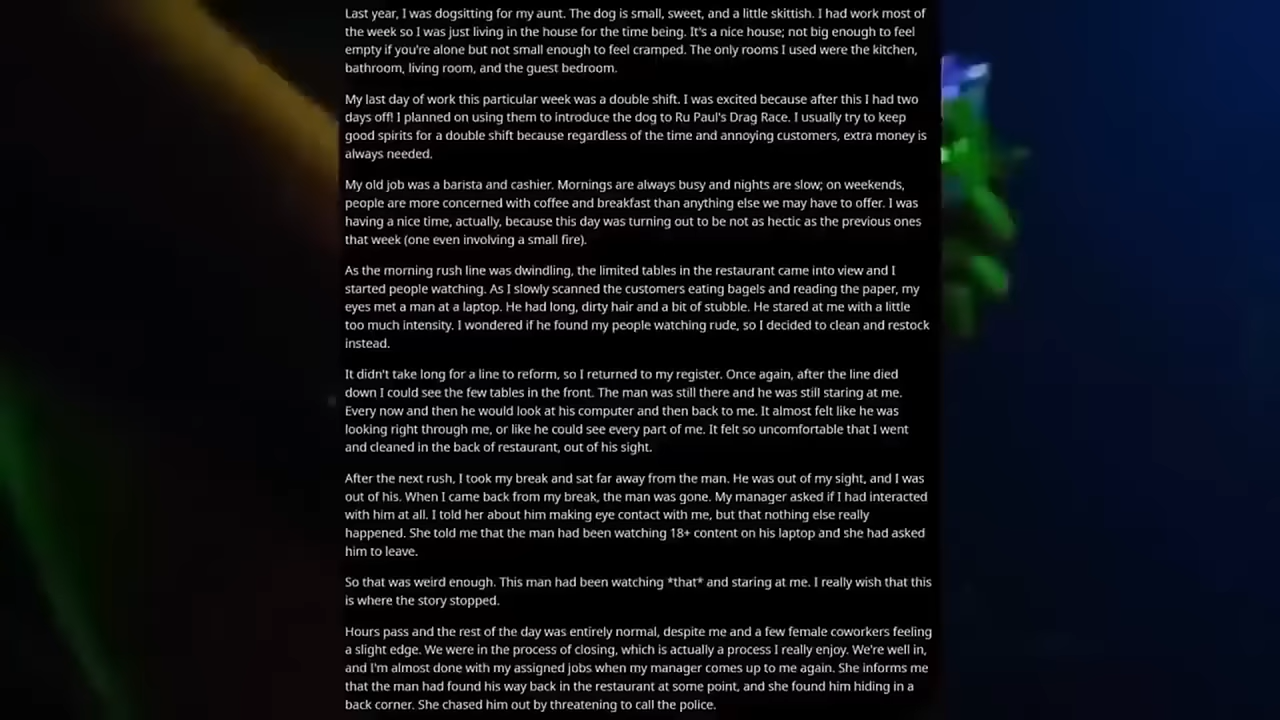 Last year, I was dogsitting for my aunt. The dog is small, sweet, and a little skittish. I had work most of
the week so I was just living in the house for the time being. It's a nice house; not big enough to feel
empty if you're alone but not small enough to feel cramped. The only rooms I used were the kitchen,
bathroom, living room, and the guest bedroom.
My last day of work this particular week was a double shift. I was excited because after this I had two
days off! I planned on using them to introduce the dog to Ru Paul's Drag Race. I usually try to keep
good spirits for a double shift because regardless of the time and annoying customers, extra money is
always needed.
My old job was a barista and cashier. Mornings are always busy and nights are slow; on weekends,
people are more concerned with coffee and breakfast than anything else we may have to offer. I was
having a nice time, actually, because this day was turning out to be not as hectic as the previous ones
that week (one even involving a small fire).
As the morning rush line was dwindling, the limited tables in the restaurant came into view and I
started people watching. As I slowly scanned the customers eating bagels and reading the paper, my
eyes met a man at a laptop. He had long, dirty hair and a bit of stubble. He stared at me with a little
too much intensity. I wondered if he found my people watching rude, so I decided to clean and restock
instead.
It didn't take long for a line to reform, so I returned to my register. Once again, after the line died
down I could see the few tables in the front. The man was still there and he was still staring at me.
Every now and then he would look at his computer and then back to me. It almost felt like he was
looking right through me, or like he could see every part of me. It felt so uncomfortable that I went
and cleaned in the back of restaurant, out of his sight.
After the next rush, I took my break and sat far away from the man. He was out of my sight, and I was
out of his. When I came back from my break, the man was gone. My manager asked if I had interacted
with him at all. I told her about him making eye contact with me, but that nothing else really
happened. She told me that the man had been watching 18+ content on his laptop and she had asked
him to leave.
So that was weird enough. This man had been watching *that* and staring at me. I really wish that this
is where the story stopped.
Hours pass and the rest of the day was entirely normal, despite me and a few female coworkers feeling
a slight edge. We were in the process of closing, which is actually a process I really enjoy. We're well in,
and I'm almost done with my assigned jobs when my manager comes up to me again. She informs me
that the man had found his way back in the restaurant at some point, and she found him hiding in a
back corner. She chased him out by threatening to call the police.